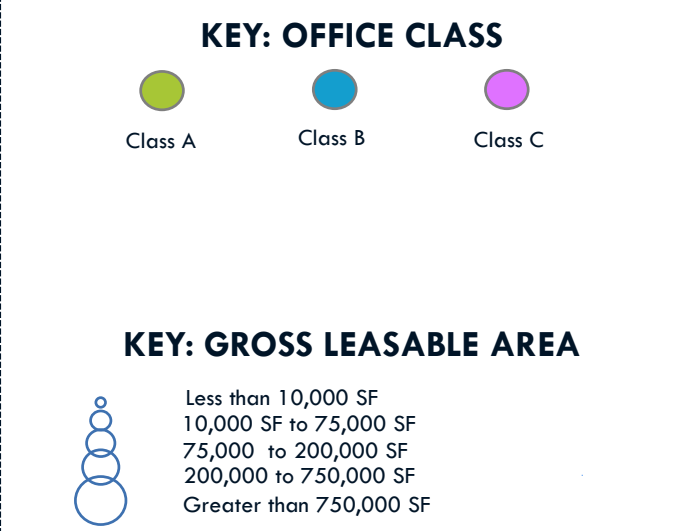 KEY: OFFICE CLASS
Class A Class B Class C
KEY: GROSS LEASABLE AREA
Less than 10,000 SF
10,000 SF to 75,000 SF
75,000  to 200,000 SF
200,000 to 750,000 SF
Greater than 750,000 SF